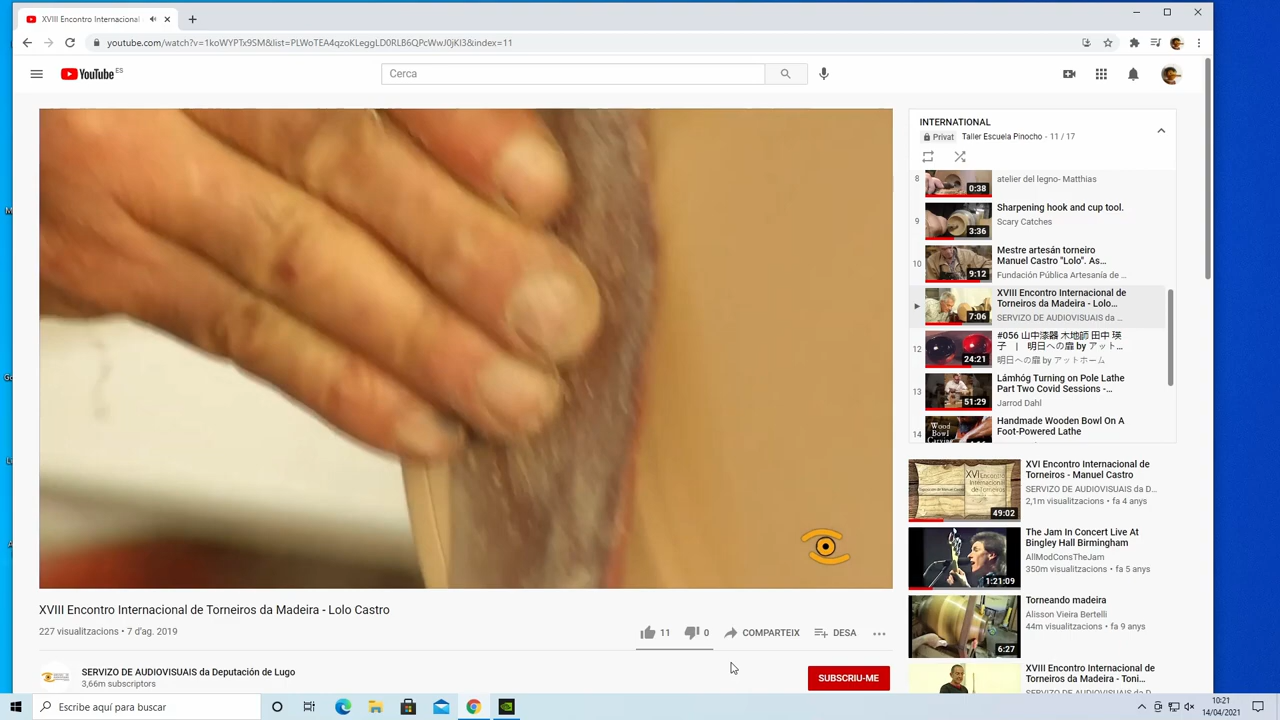 XVIII Encontro Internacional
youtube.com/watch?v=1koWYPTx9SM&list=PLWoTEA4qzoKLeggLD0RLB6QPcWwJ0jKl3&index=11
YouTube ES
Cerca
INTERNATIONAL
Privat Taller Escuela Pinocho - 11 / 17
8
0:38
atelier del legno- Matthias
9
3:36
Sharpening hook and cup tool.
Scary Catches
10
9:12
Mestre artesán torneiro
Manuel Castro "Lolo". As...
Fundación Pública Artesanía de ...
7:06
XVIII Encontro Internacional de
Torneiros da Madeira - Lolo...
SERVIZO DE AUDIOVISUAIS da ...
12
24:21
#056 山中漆器 木地師 田中 瑛
子 | 明日への扉 by アット...
明日への扉 by アットホーム
13
51:29
Lámhóg Turning on Pole Lathe
Part Two Covid Sessions -...
Jarrod Dahl
14
Wood
Bowl
Carving
Handmade Wooden Bowl On A
Foot-Powered Lathe
49:02
XVI Encontro Internacional de
Torneiros - Manuel Castro
SERVIZO DE AUDIOVISUAIS da D...
2,1m visualitzacions • fa 4 anys
1:21:09
The Jam In Concert Live At
Bingley Hall Birmingham
AllModConsTheJam
350m visualitzacions • fa 5 anys
6:27
Torneando madeira
Alisson Vieira Bertelli
44m visualitzacions • fa 9 anys
XVIII Encontro Internacional de
Torneiros da Madeira - Toni...
XVIII Encontro Internacional de Torneiros da Madeira - Lolo Castro
227 visualitzacions • 7 d'ag. 2019
11 0 COMPARTEIX DESA
SERVIZO DE AUDIOVISUAIS da Deputación de Lugo
3,66m subscriptors
SUBSCRIU-ME
Escribe aquí para buscar
10:21
14/04/2021